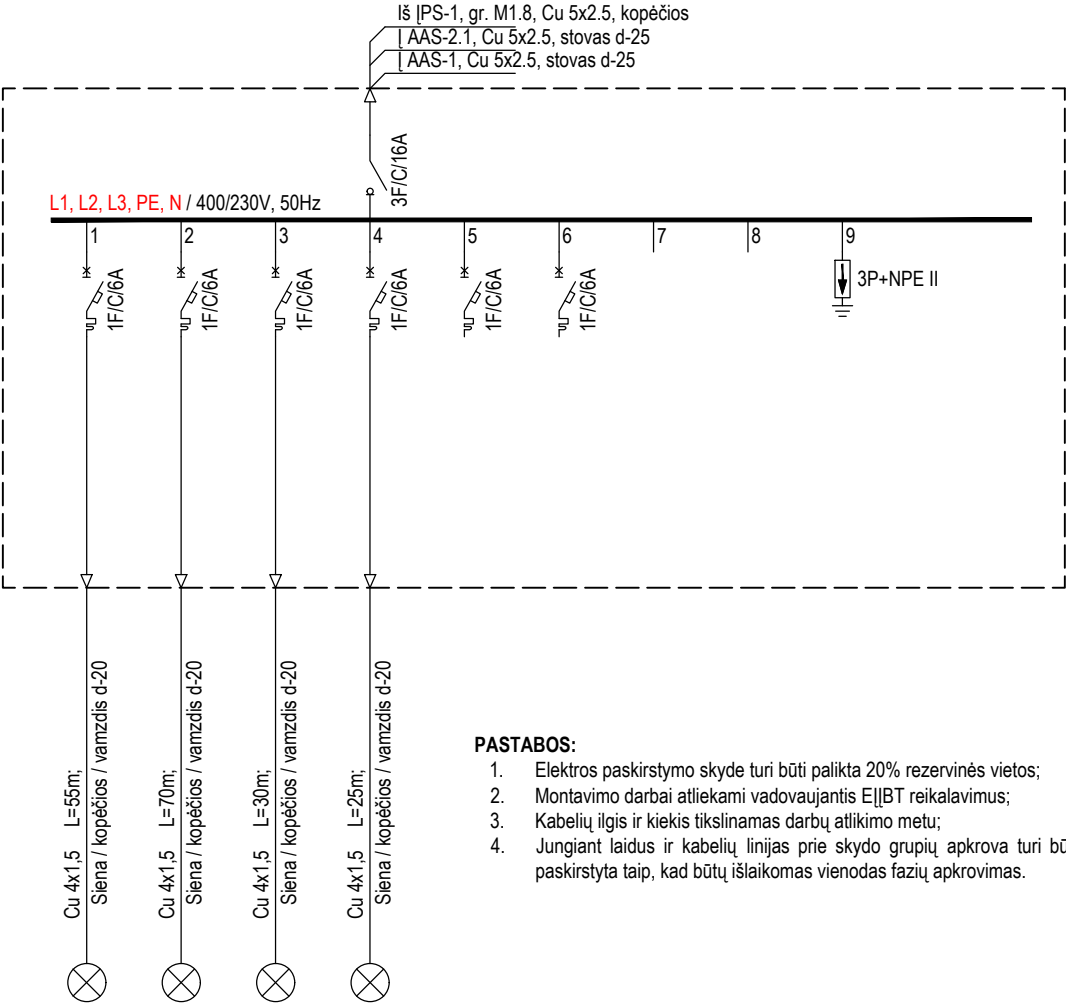 Iš ĮPS-1, gr. M1.8, Cu 5x2.5, kopėčios
Į AAS-2.1, Cu 5x2.5, stovas d-25
Į AAS-1, Cu 5x2.5, stovas d-25
3F/C/16A
L1, L2, L3, PE, N / 400/230V, 50Hz
1 2 3 4 5 6 7 8 9
1F/C/6A
1F/C/6A
1F/C/6A
1F/C/6A
1F/C/6A
1F/C/6A
3P+NPE II
Cu 4x1,5 L=55m;
Siena / kopėčios / vamzdis d-20
Cu 4x1,5 L=70m;
Siena / kopėčios / vamzdis d-20
Cu 4x1,5 L=30m;
Siena / kopėčios / vamzdis d-20
Cu 4x1,5 L=25m;
Siena / kopėčios / vamzdis d-20
PASTABOS:
1. Elektros paskirstymo skyde turi būti palikta 20% rezervinės vietos;
2. Montavimo darbai atliekami vadovaujantis EĮĮBT reikalavimus;
3. Kabelių ilgis ir kiekis tikslinamas darbų atlikimo metu;
4. Jungiant laidus ir kabelių linijas prie skydo grupių apkrova turi bū
paskirstyta taip, kad būtų išlaikomas vienodas fazių apkrovimas.